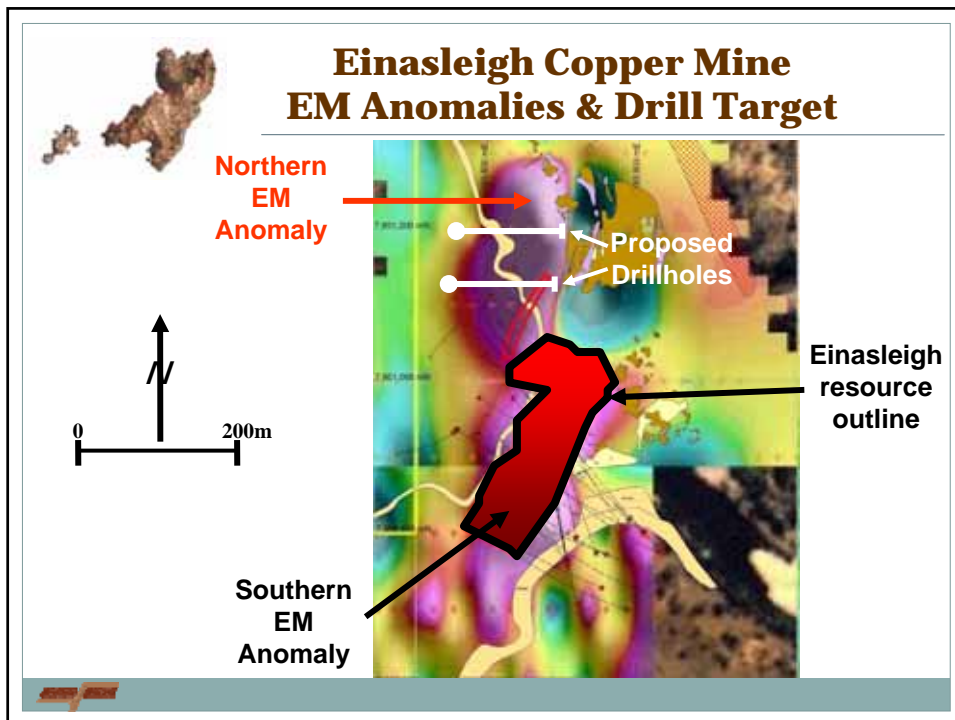 Einasleigh Copper Mine
EM Anomalies & Drill Target
Northern
EM
Anomaly
Proposed
Drillholes
Einasleigh
resource
outline
N
0 200m
Southern
EM
Anomaly